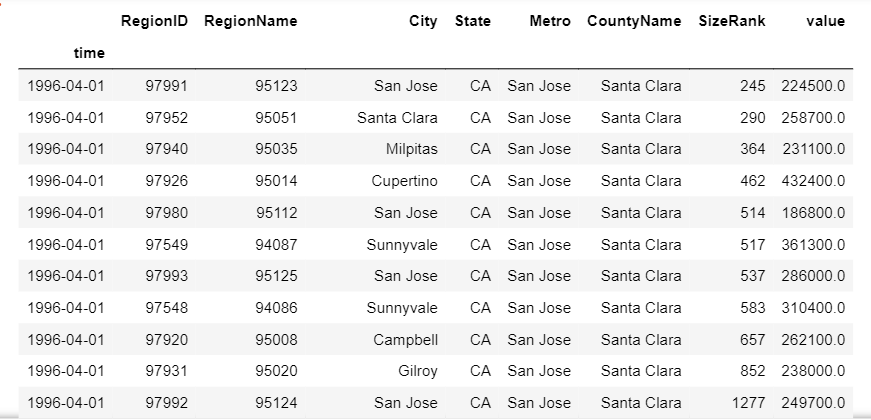 RegionID RegionName City State Metro CountyName SizeRank value
time
1996-04-01 97991 95123 San Jose CA San Jose Santa Clara 245 224500.0
1996-04-01 97952 95051 Santa Clara CA San Jose Santa Clara 290 258700.0
1996-04-01 97940 95035 Milpitas CA San Jose Santa Clara 364 231100.0
1996-04-01 97926 95014 Cupertino CA San Jose Santa Clara 462 432400.0
1996-04-01 97980 95112 San Jose CA San Jose Santa Clara 514 186800.0
1996-04-01 97549 94087 Sunnyvale CA San Jose Santa Clara 517 361300.0
1996-04-01 97993 95125 San Jose CA San Jose Santa Clara 537 286000.0
1996-04-01 97548 94086 Sunnyvale CA San Jose Santa Clara 583 310400.0
1996-04-01 97920 95008 Campbell CA San Jose Santa Clara 657 262100.0
1996-04-01 97931 95020 Gilroy CA San Jose Santa Clara 852 238000.0
1996-04-01 97992 95124 San Jose CA San Jose Santa Clara 1277 249700.0